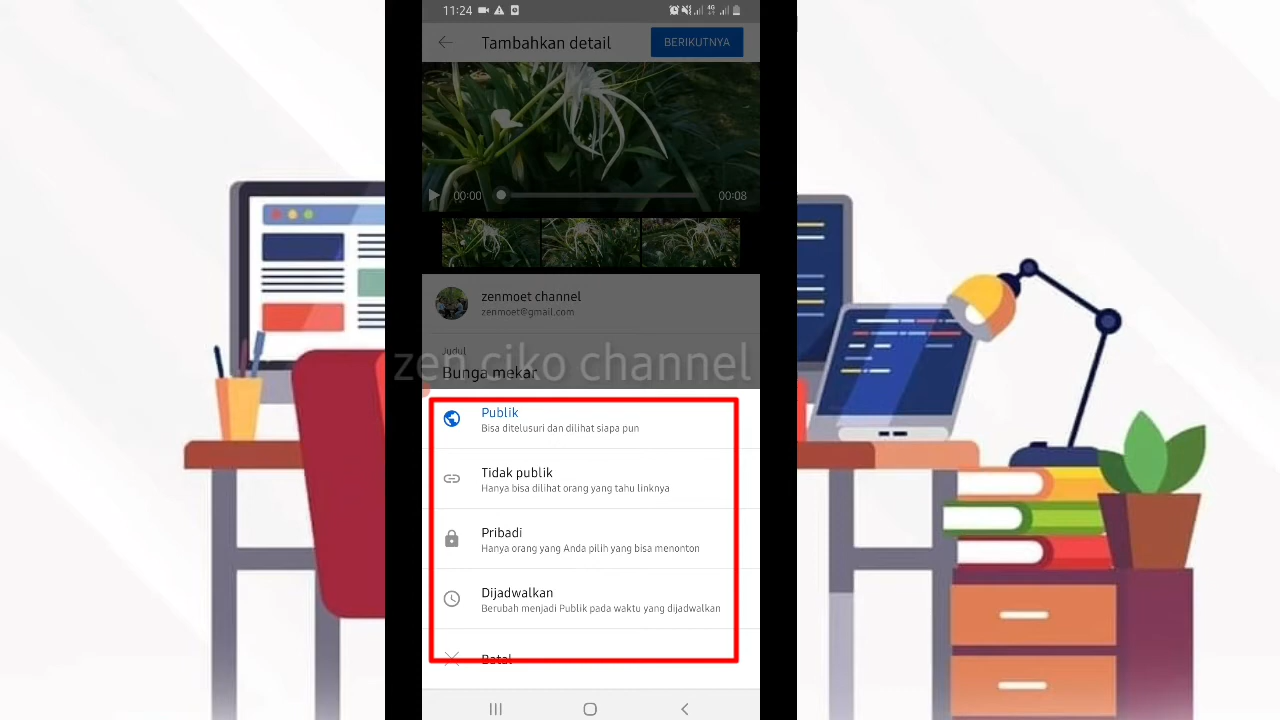 11:24
4G
Tambahkan detail
BERIKUTNYA
00:00
00:08
zenmoet channel
zenmoet@gmail.com
Judul
zen ciko channel
Bunga mekar
Publik
Bisa ditelusuri dan dilihat siapa pun
Tidak publik
Hanya bisa dilihat orang yang tahu linknya
Pribadi
Hanya orang yang Anda pilih yang bisa menonton
Dijadwalkan
Berubah menjadi Publik pada waktu yang dijadwalkan
Batal